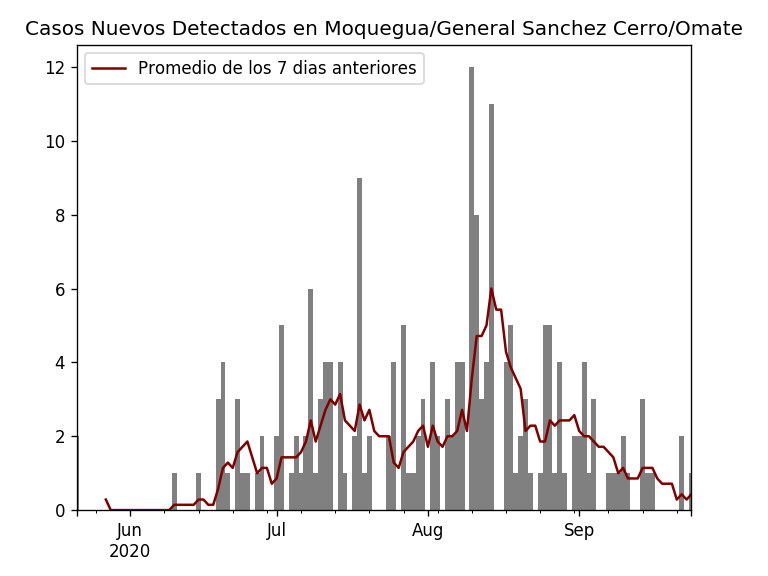 Casos Nuevos Detectados en Moquegua/General Sanchez Cerro/Omate
Promedio de los 7 dias anteriores
12
10
8
6
4
2
0
Jun Jul Aug Sep
2020